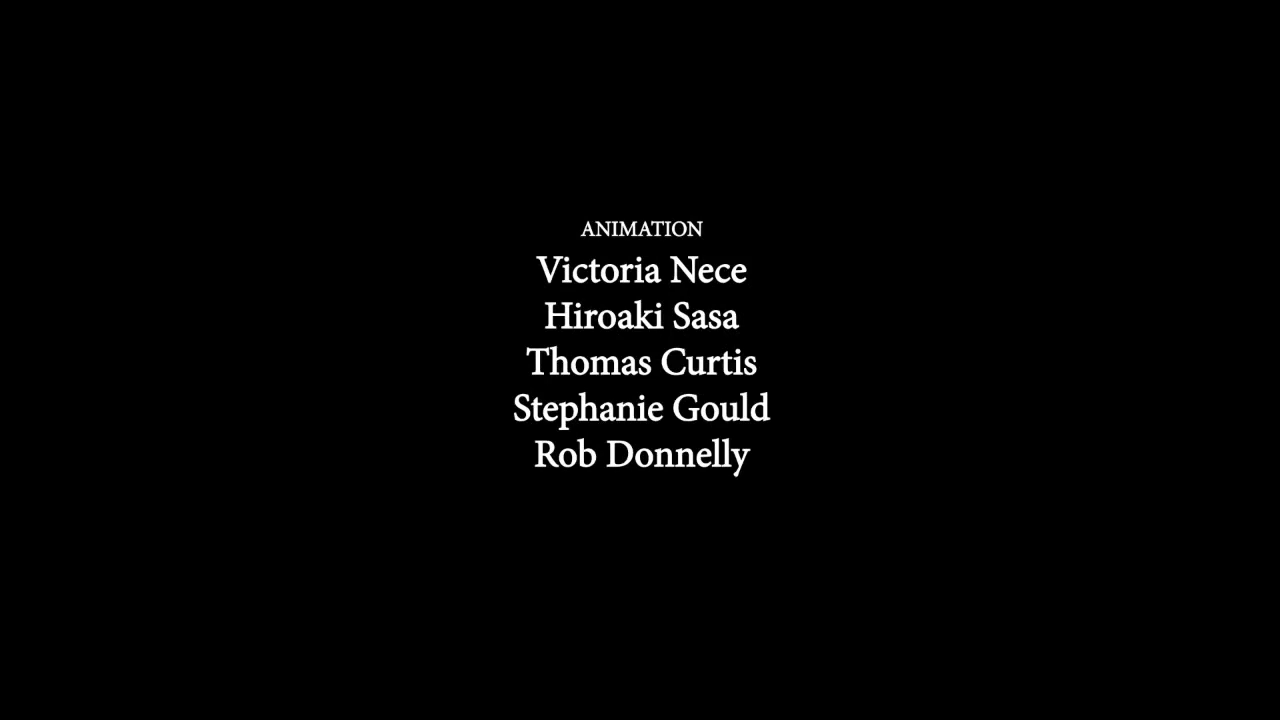 ANIMATION
Victoria Nece
Hiroaki Sasa
Thomas Curtis
Stephanie Gould
Rob Donnelly